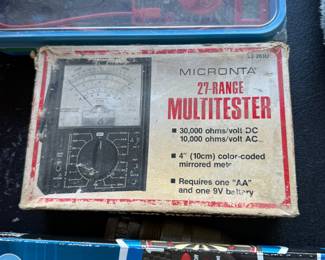 MICRONTA
27-RANGE
MULTITESTER
■ 30,000 ohms/volt DC
10,000 ohms/volt AC
■ 4" (10cm) color-coded
mirrored meter
■ Requires one "AA"
and one 9V battery